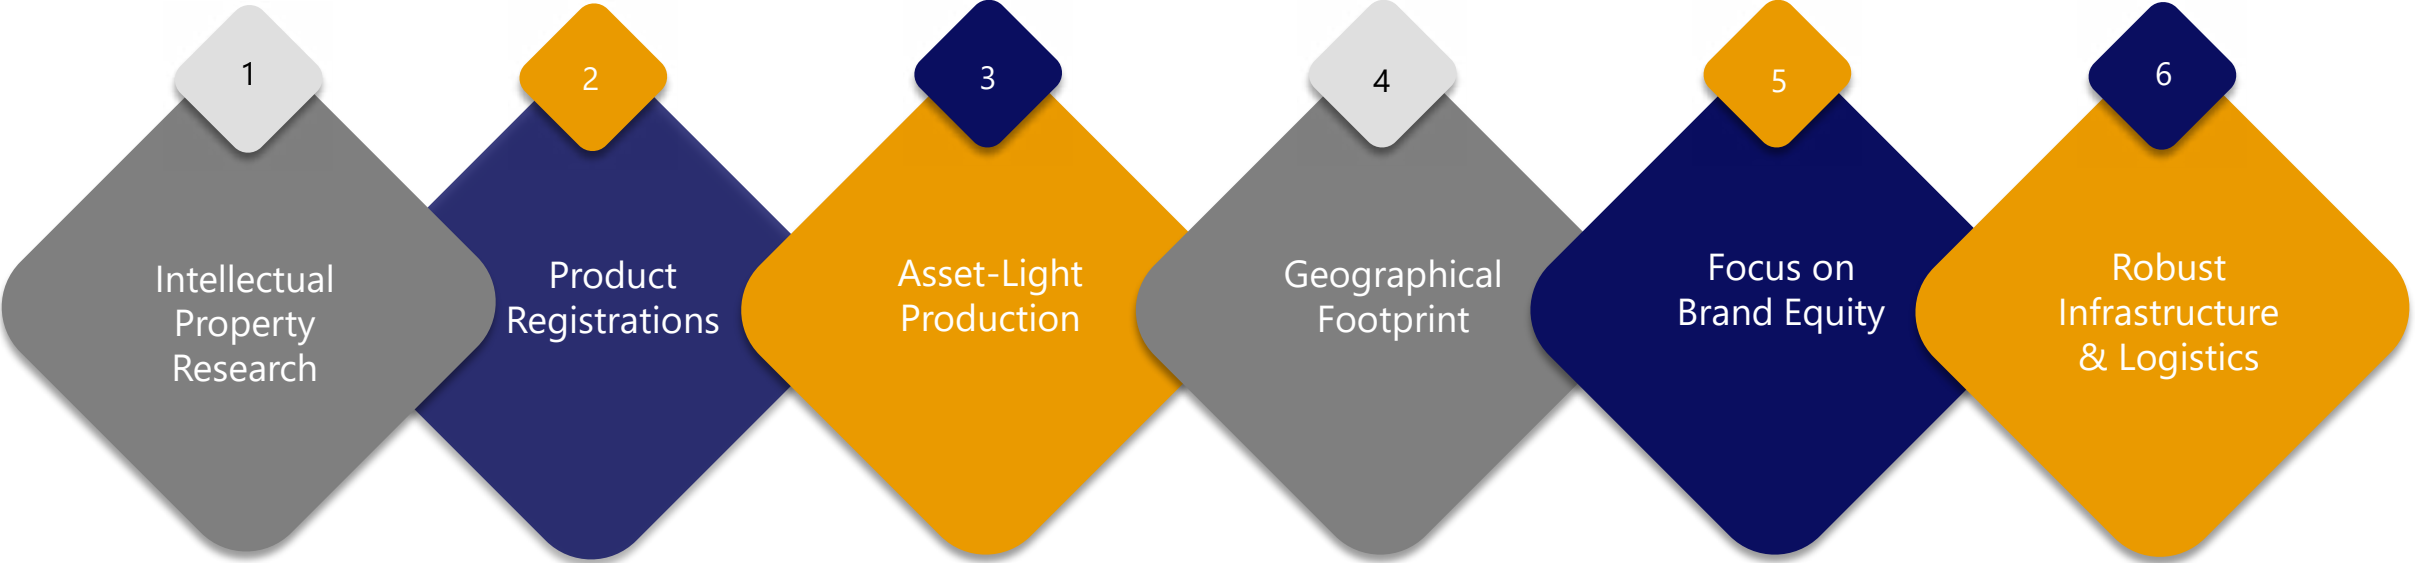 1
Intellectual
Property
Research
2
Product
Registrations
3
Asset-Light
Production
4
Geographical
Footprint
5
Focus on
Brand Equity
6
Robust
Infrastructure
& Logistics